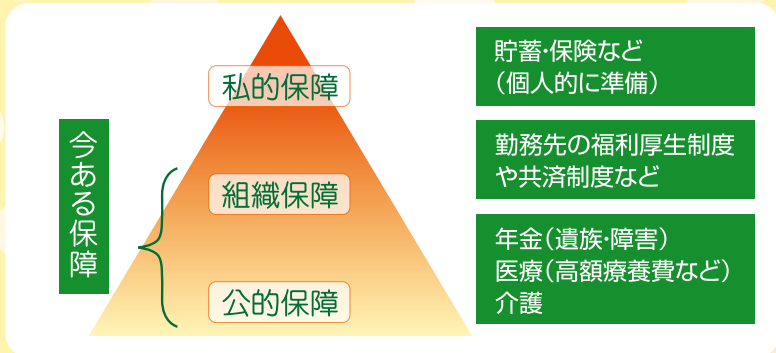 私的保障
貯蓄・保険など
（個人的に準備）
今ある保障
組織保障
勤務先の福利厚生制度
や共済制度など
公的保障
年金（遺族・障害）
医療（高額療養費など）
介護